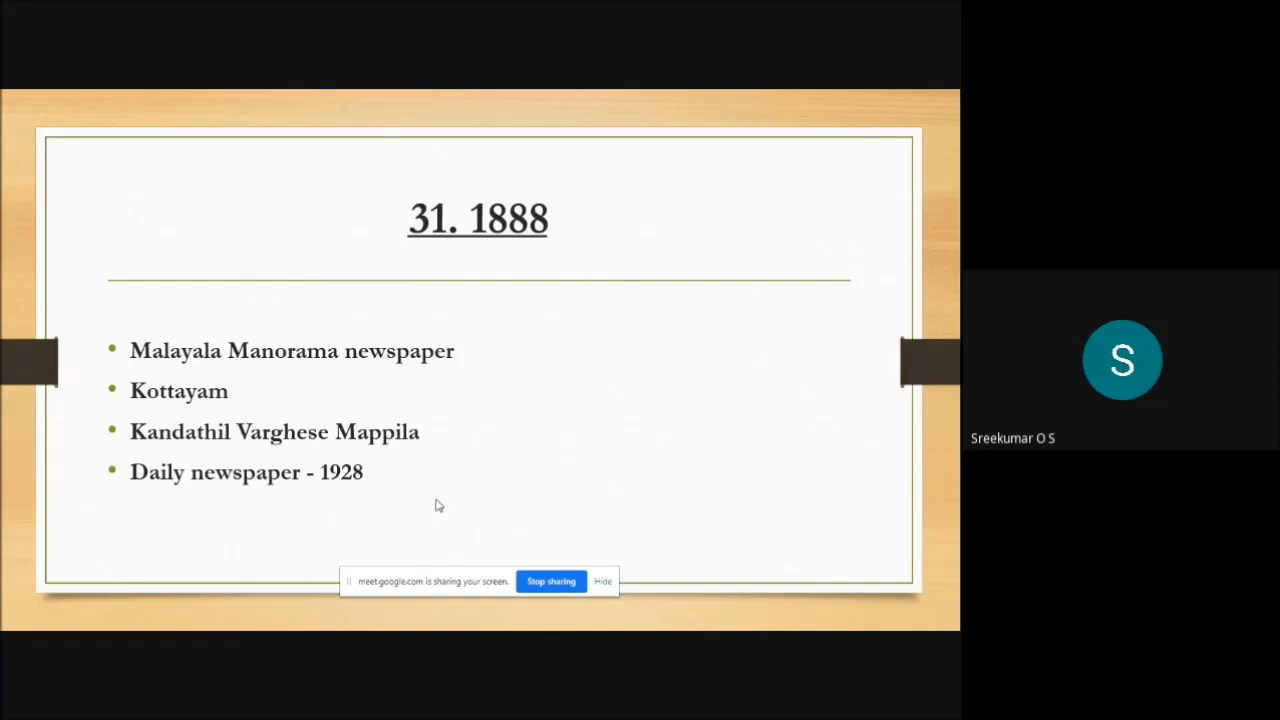 31. 1888
• Malayala Manorama newspaper
• Kottayam
• Kandathil Varghese Mappila
• Daily newspaper - 1928
meet.google.com is sharing your screen. Stop sharing Hide
S
Sreekumar O S